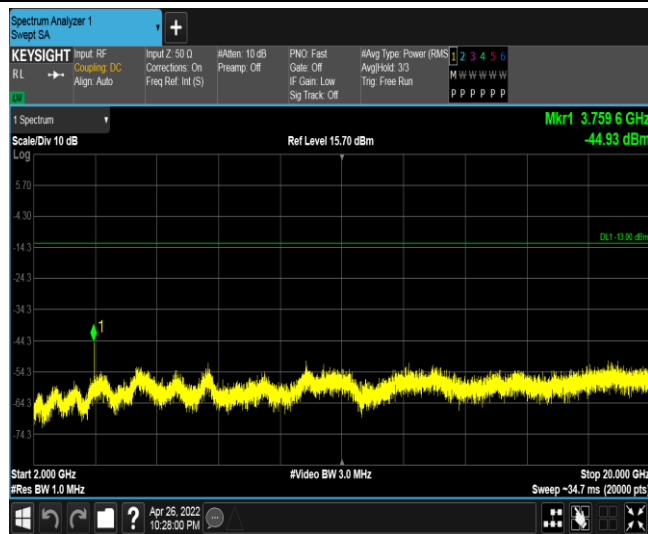 Spectrum Analyzer 1
Swept SA
+
KEYSIGHT
RL
Input: RF
Coupling: DC
Align: Auto
Input Z: 50 Ω
Corrections: On
Freq Ref: Int (S)
#Atten: 10 dB
Preamp: Off
PNO: Fast
Gate: Off
IF Gain: Low
Sig Track: Off
#Avg Type: Power (RMS
Avg|Hold: 3/3
Trig: Free Run
1 2 3 4 5 6
M W W W W W
P P P P P P
1 Spectrum
Mkr1 3.759 6 GHz
Scale/Div 10 dB
Ref Level 15.70 dBm
-44.93 dBm
Log
5.70
-4.30
DL1 -13.00 dBm
-14.3
-24.3
-34.3
1
-44.3
-54.3
-64.3
-74.3
Start 2.000 GHz
#Video BW 3.0 MHz
Stop 20.000 GHz
#Res BW 1.0 MHz
Sweep ~34.7 ms (20000 pts)
?
Apr 26, 2022
10:28:00 PM